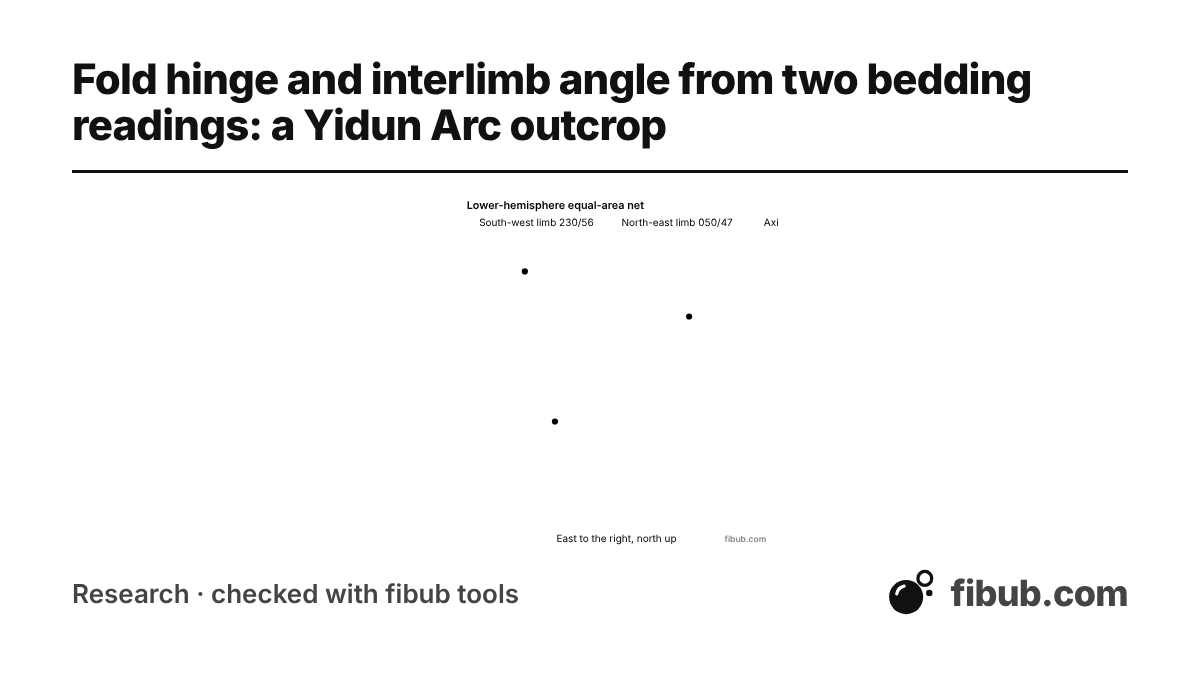 Fold hinge and interlimb angle from two bedding
readings: a Yidun Arc outcrop
Lower-hemisphere equal-area net
South-west limb 230/56 North-east limb 050/47 Axi
East to the right, north up fibub.com
Research · checked with fibub tools
fibub.com